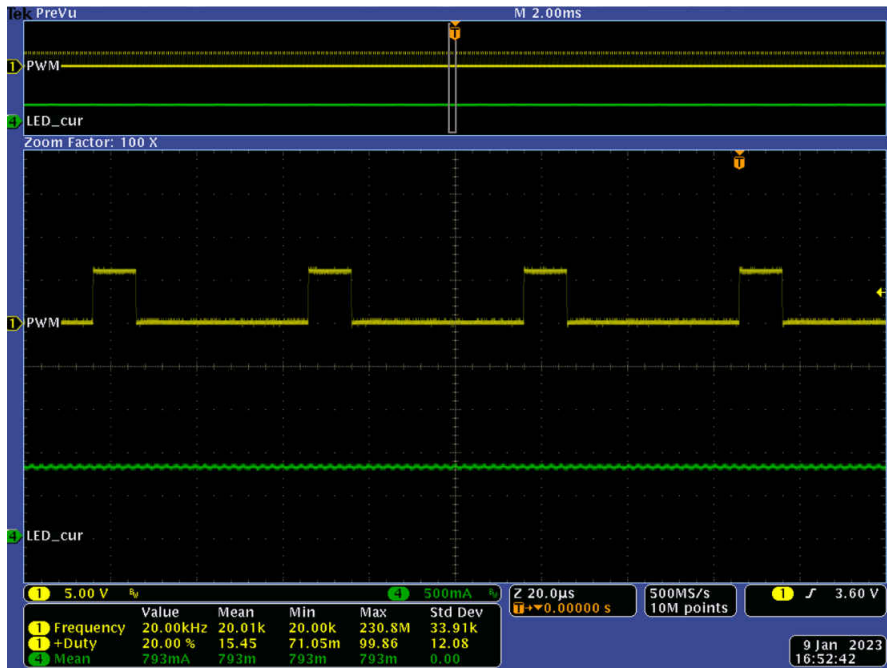 Tek PreVu M 2.00ms
T
1 PWM
4 LED_cur
Zoom Factor: 100 X
T
1 PWM
4 LED_cur
1 5.00 V BW 4 500mA BW Z 20.0μs 500MS/s 1 3.60 V
T→▼0.00000 s 10M points
Value Mean Min Max Std Dev
1 Frequency 20.00kHz 20.01k 20.00k 230.8M 33.91k
1 +Duty 20.00 % 15.45 71.05m 99.86 12.08
4 Mean 793mA 793m 793m 793m 0.00
9 Jan 2023
16:52:42